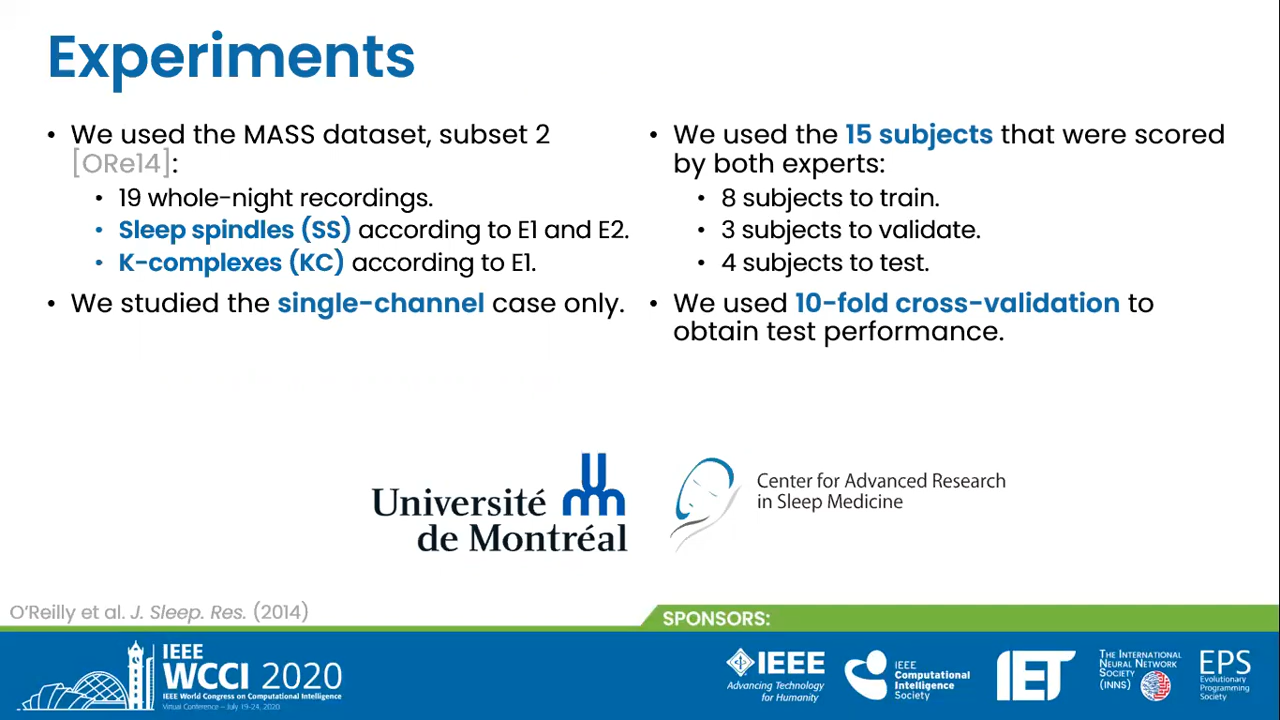 Experiments
• We used the MASS dataset, subset 2
[ORe14]:
• 19 whole-night recordings.
• Sleep spindles (SS) according to E1 and E2.
• K-complexes (KC) according to E1.
• We studied the single-channel case only.
• We used the 15 subjects that were scored
by both experts:
• 8 subjects to train.
• 3 subjects to validate.
• 4 subjects to test.
• We used 10-fold cross-validation to
obtain test performance.
Université
de Montréal
Center for Advanced Research
in Sleep Medicine
O'Reilly et al. J. Sleep. Res. (2014)
SPONSORS:
IEEE
WCCI 2020
IEEE World Congress on Computational Intelligence
Virtual Conference – July 19-24, 2020
IEEE
Advancing Technology
for Humanity
IEEE
Computational
Intelligence
Society
IET
The International
Neural Network
Society
(INNS)
EPS
Evolutionary
Programming
Society